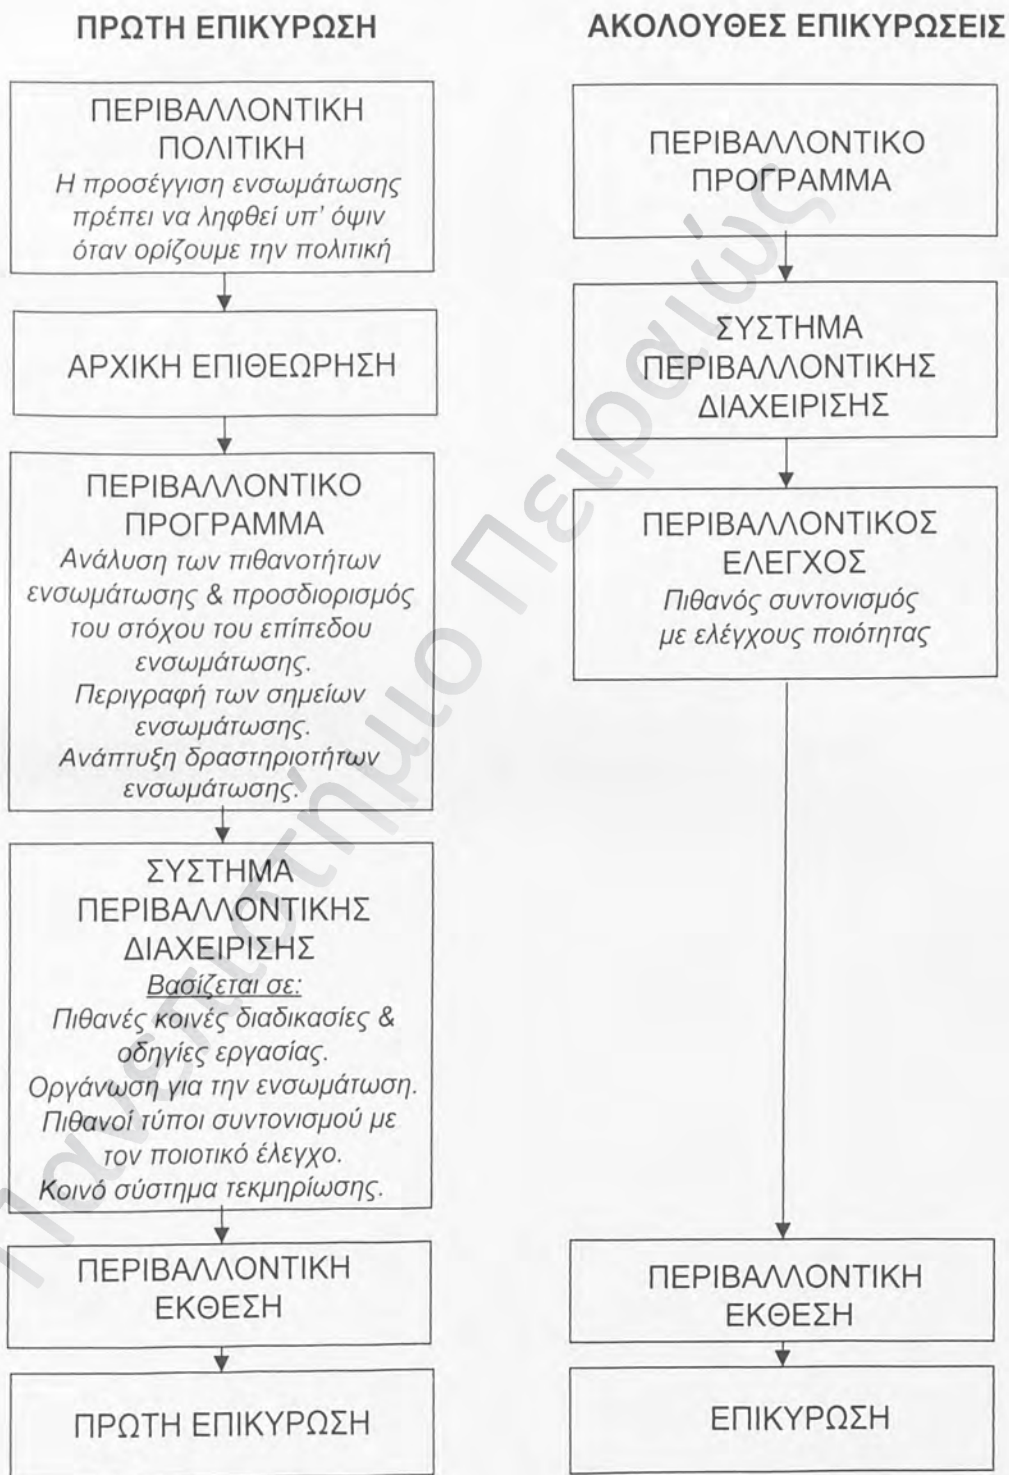 ΠΡΩΤΗ ΕΠΙΚΥΡΩΣΗ
ΠΕΡΙΒΑΛΛΟΝΤΙΚΗ
ΠΟΛΙΤΙΚΗ
Η προσέγγιση ενσωμάτωσης
πρέπει να ληφθεί υπ' όψιν
όταν ορίζουμε την πολιτική
ΑΡΧΙΚΗ ΕΠΙΘΕΩΡΗΣΗ
ΠΕΡΙΒΑΛΛΟΝΤΙΚΟ
ΠΡΟΓΡΑΜΜΑ
Ανάλυση των πιθανοτήτων
ενσωμάτωσης & προσδιορισμός
του στόχου του επίπεδου
ενσωμάτωσης.
Περιγραφή των σημείων
ενσωμάτωσης.
Ανάπτυξη δραστηριοτήτων
ενσωμάτωσης.
ΣΥΣΤΗΜΑ
ΠΕΡΙΒΑΛΛΟΝΤΙΚΗΣ
ΔΙΑΧΕΙΡΙΣΗΣ
Βασίζεται σε:
Πιθανές κοινές διαδικασίες &
οδηγίες εργασίας.
Οργάνωση για την ενσωμάτωση.
Πιθανοί τύποι συντονισμού με
τον ποιοτικό έλεγχο.
Κοινό σύστημα τεκμηρίωσης.
ΠΕΡΙΒΑΛΛΟΝΤΙΚΗ
ΕΚΘΕΣΗ
ΠΡΩΤΗ ΕΠΙΚΥΡΩΣΗ
ΑΚΟΛΟΥΘΕΣ ΕΠΙΚΥΡΩΣΕΙΣ
ΠΕΡΙΒΑΛΛΟΝΤΙΚΟ
ΠΡΟΓΡΑΜΜΑ
ΣΥΣΤΗΜΑ
ΠΕΡΙΒΑΛΛΟΝΤΙΚΗΣ
ΔΙΑΧΕΙΡΙΣΗΣ
ΠΕΡΙΒΑΛΛΟΝΤΙΚΟΣ
ΕΛΕΓΧΟΣ
Πιθανός συντονισμός
με ελέγχους ποιότητας
ΠΕΡΙΒΑΛΛΟΝΤΙΚΗ
ΕΚΘΕΣΗ
ΕΠΙΚΥΡΩΣΗ
Πανεπιστήμιο Πειραιώς